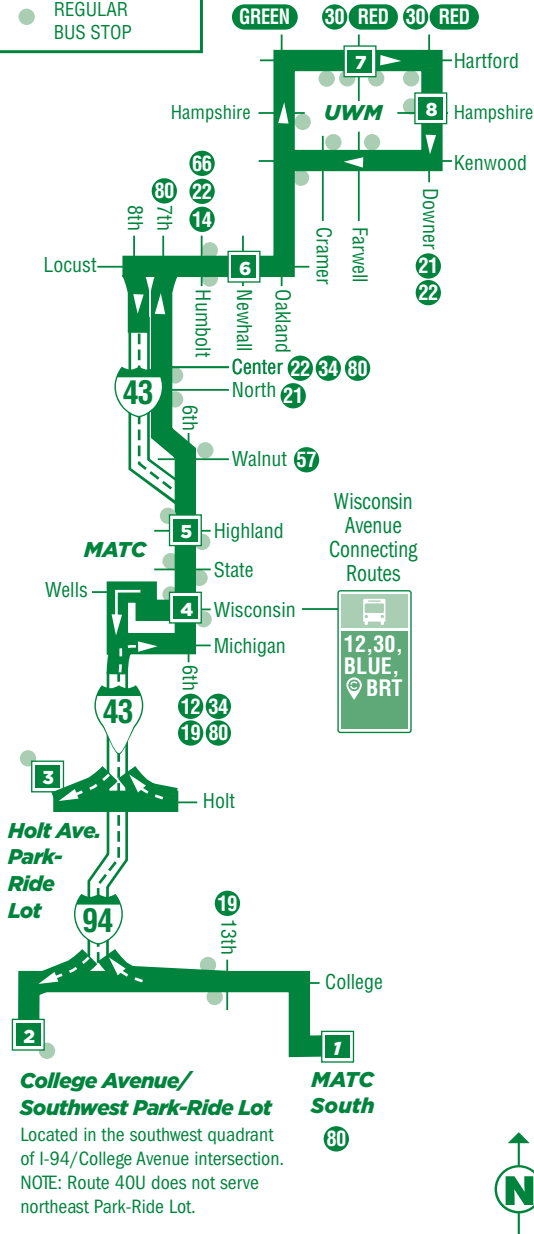 REGULAR
BUS STOP
GREEN
30 RED
30 RED
7
Hartford
Hampshire
UWM
8
Hampshire
Kenwood
66
22
14
80
8th
7th
Cramer
Farwell
Downer
21
22
Locust
6
Humbolt
Newhall
Oakland
Center 22 34 80
North 21
43
6th
Walnut 57
5
Highland
MATC
State
Wells
4
Wisconsin
Michigan
Wisconsin
Avenue
Connecting
Routes
12,30,
BLUE,
BRT
6th
12 34
19 80
43
3
Holt
Holt Ave.
Park-
Ride
Lot
94
19
13th
College
2
1
College Avenue/
Southwest Park-Ride Lot
Located in the southwest quadrant
of I-94/College Avenue intersection.
NOTE: Route 40U does not serve
northeast Park-Ride Lot.
MATC
South
80
N